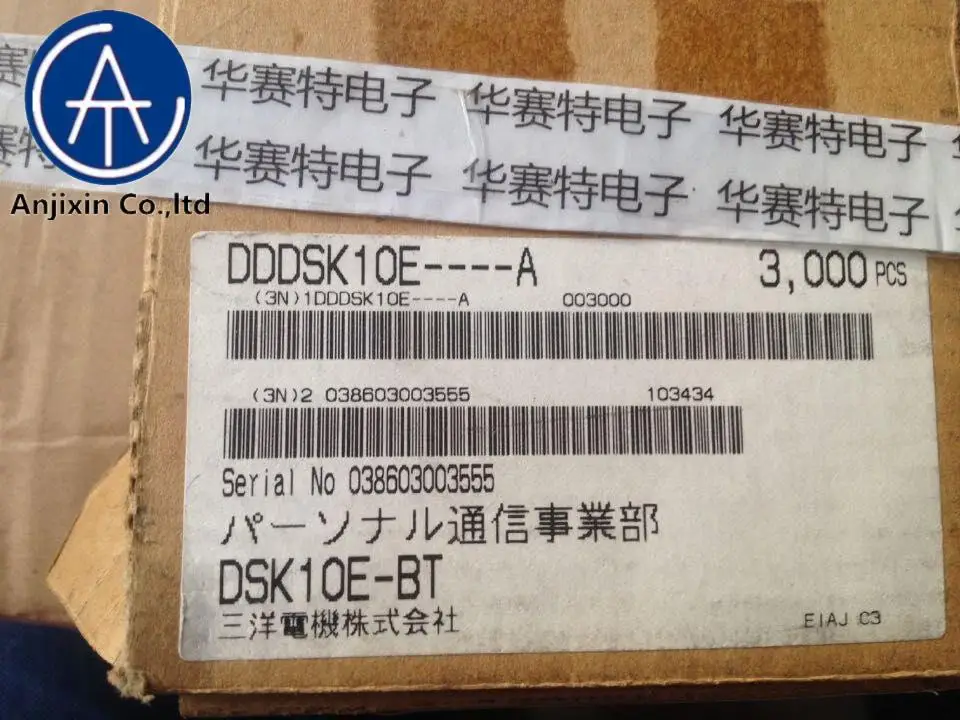 Anjixin Co.,ltd
华赛特电子 华赛特电子 华赛特电子
华赛特电子 华赛特电子 华赛特电子
DDDSK10E----A 3,000 PCS
(3N)1DDDSK10E----A 003000
(3N)2 038603003555 103434
Serial No 038603003555
パーソナル通信事業部
DSK10E-BT
三洋電機株式会社
EIAJ C3